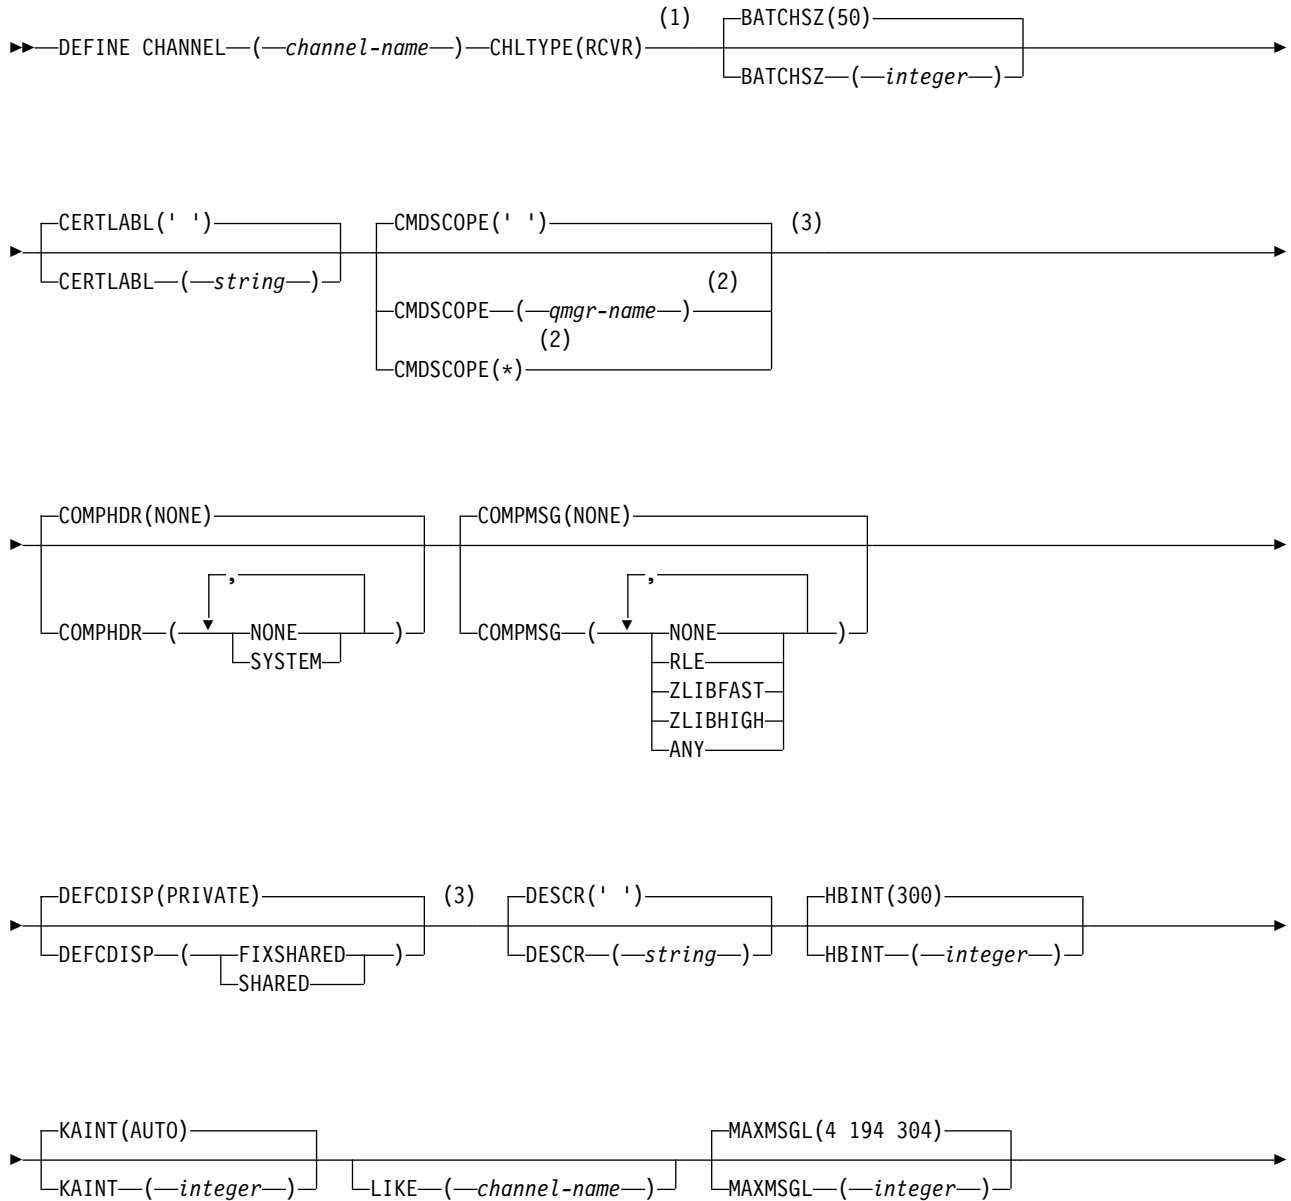 (1) BATCHSZ(50)
DEFINE CHANNEL ( channel-name ) CHLTYPE(RCVR)
BATCHSZ ( integer )
CERTLABL(' ') CMDSCOPE(' ') (3)
CERTLABL ( string ) (2)
CMDSCOPE ( qmgr-name )
(2)
CMDSCOPE(*)
COMPHDR(NONE) COMPMSG(NONE)
, ,
COMPHDR ( NONE ) COMPMSG ( NONE )
SYSTEM RLE
ZLIBFAST
ZLIBHIGH
ANY
DEFCDISP(PRIVATE) (3) DESCR(' ') HBINT(300)
DEFCDISP ( FIXSHARED ) DESCR ( string ) HBINT ( integer )
SHARED
KAINT(AUTO) MAXMSGL(4 194 304)
KAINT ( integer ) LIKE ( channel-name ) MAXMSGL ( integer )